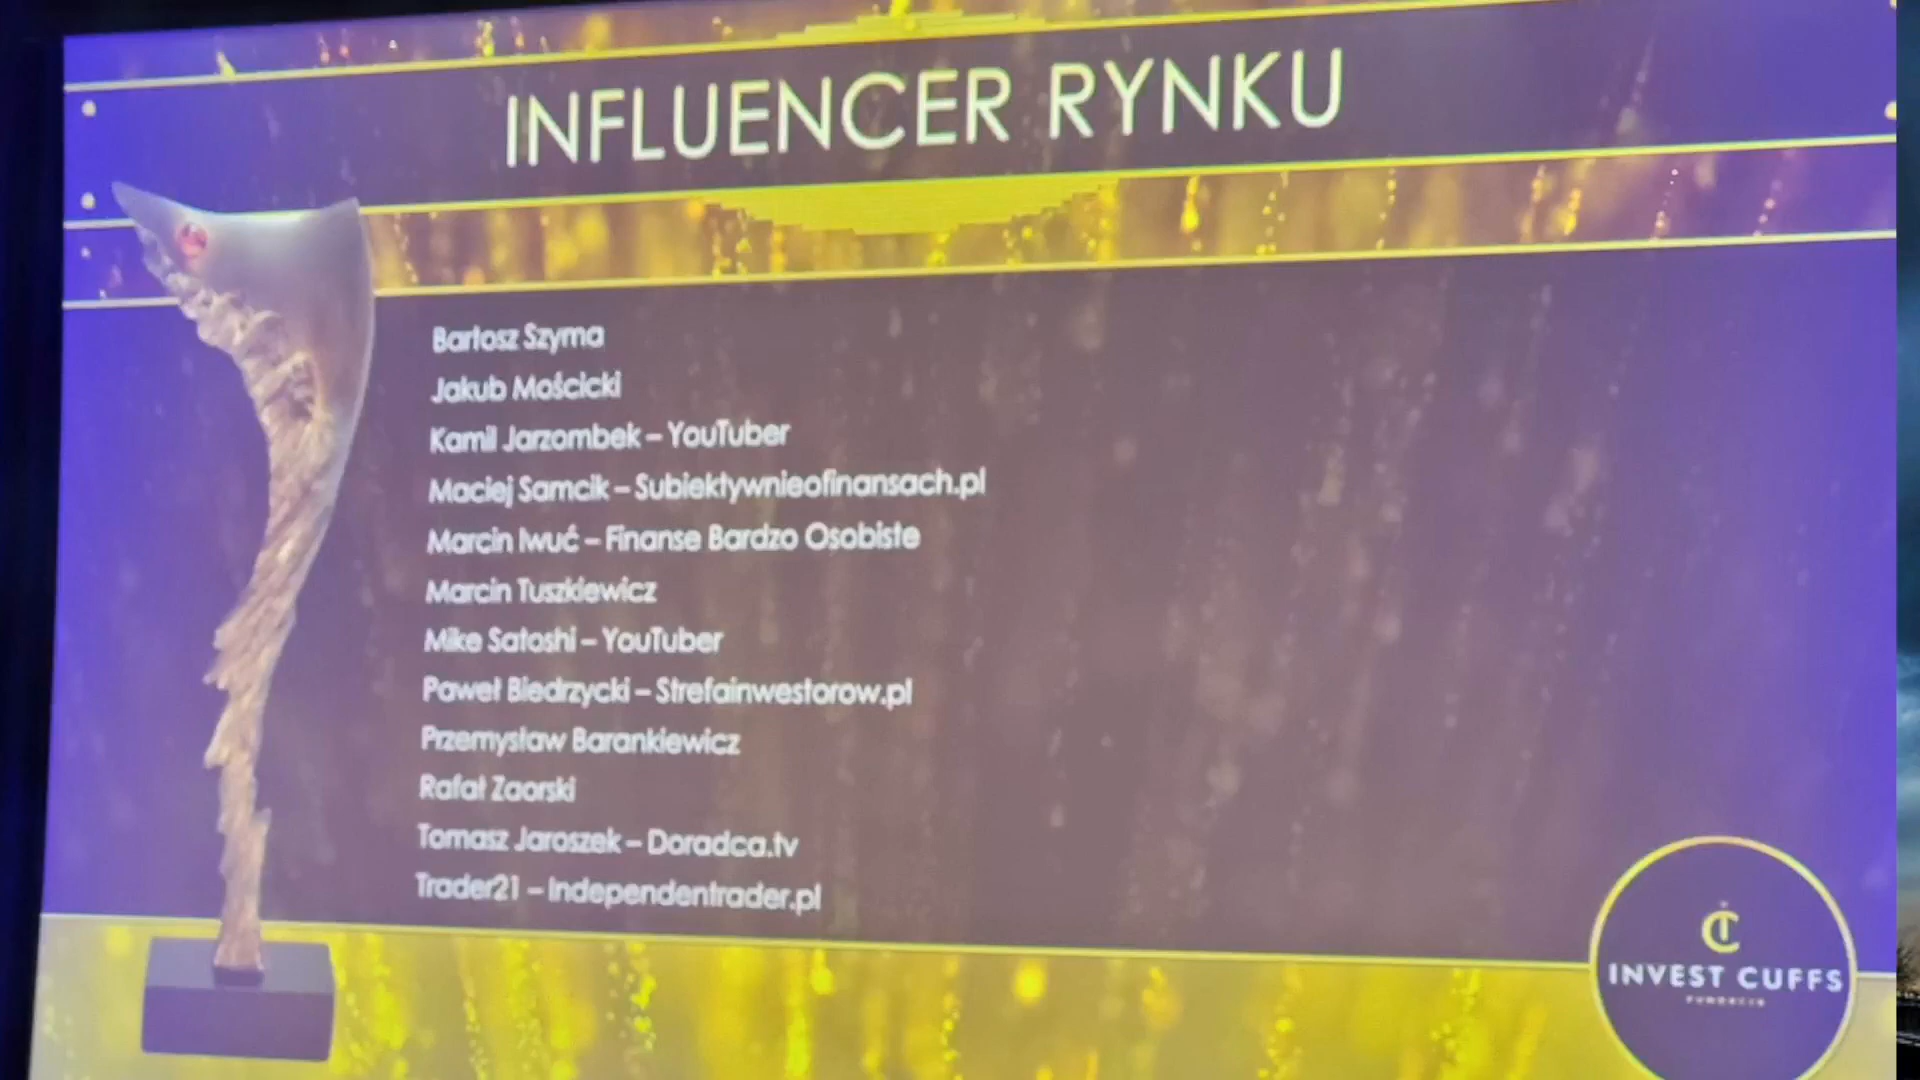 INFLUENCER RYNKU
Bartosz Szyma
Jakub Mościcki
Kamil Jarzombek – YouTuber
Maciej Samcik – Subiektywnieofinansach.pl
Marcin Iwuć – Finanse Bardzo Osobiste
Marcin Tuszkiewicz
Mike Satoshi – YouTuber
Paweł Biedrzycki – Strefainwestorow.pl
Przemysław Barankiewicz
Rafał Zaorski
Tomasz Jaroszek – Doradca.tv
Trader21 – Independentrader.pl
INVEST CUFFS
FUNDACJA